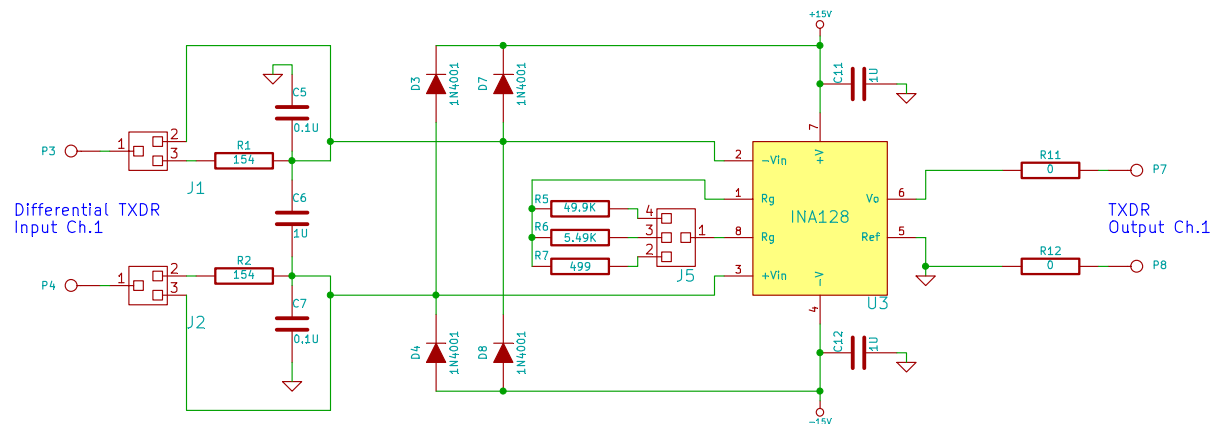 +15V
D3
1N4001
D7
1N4001
C11
1U
C5
0.1U
P3
1
2
3
R1
154
J1
7
+V
2
-Vin
1
Rg
INA128
8
Rg
3
+Vin
Vo
6
Ref
5
-V
4
U3
R11
0
P7
Differential TXDR
Input Ch.1
C6
1U
R5
49.9K
R6
5.49K
R7
499
4
3
2
1
J5
TXDR
Output Ch.1
R12
0
P8
P4
1
2
3
R2
154
J2
C7
0.1U
D4
1N4001
D8
1N4001
C12
1U
-15V